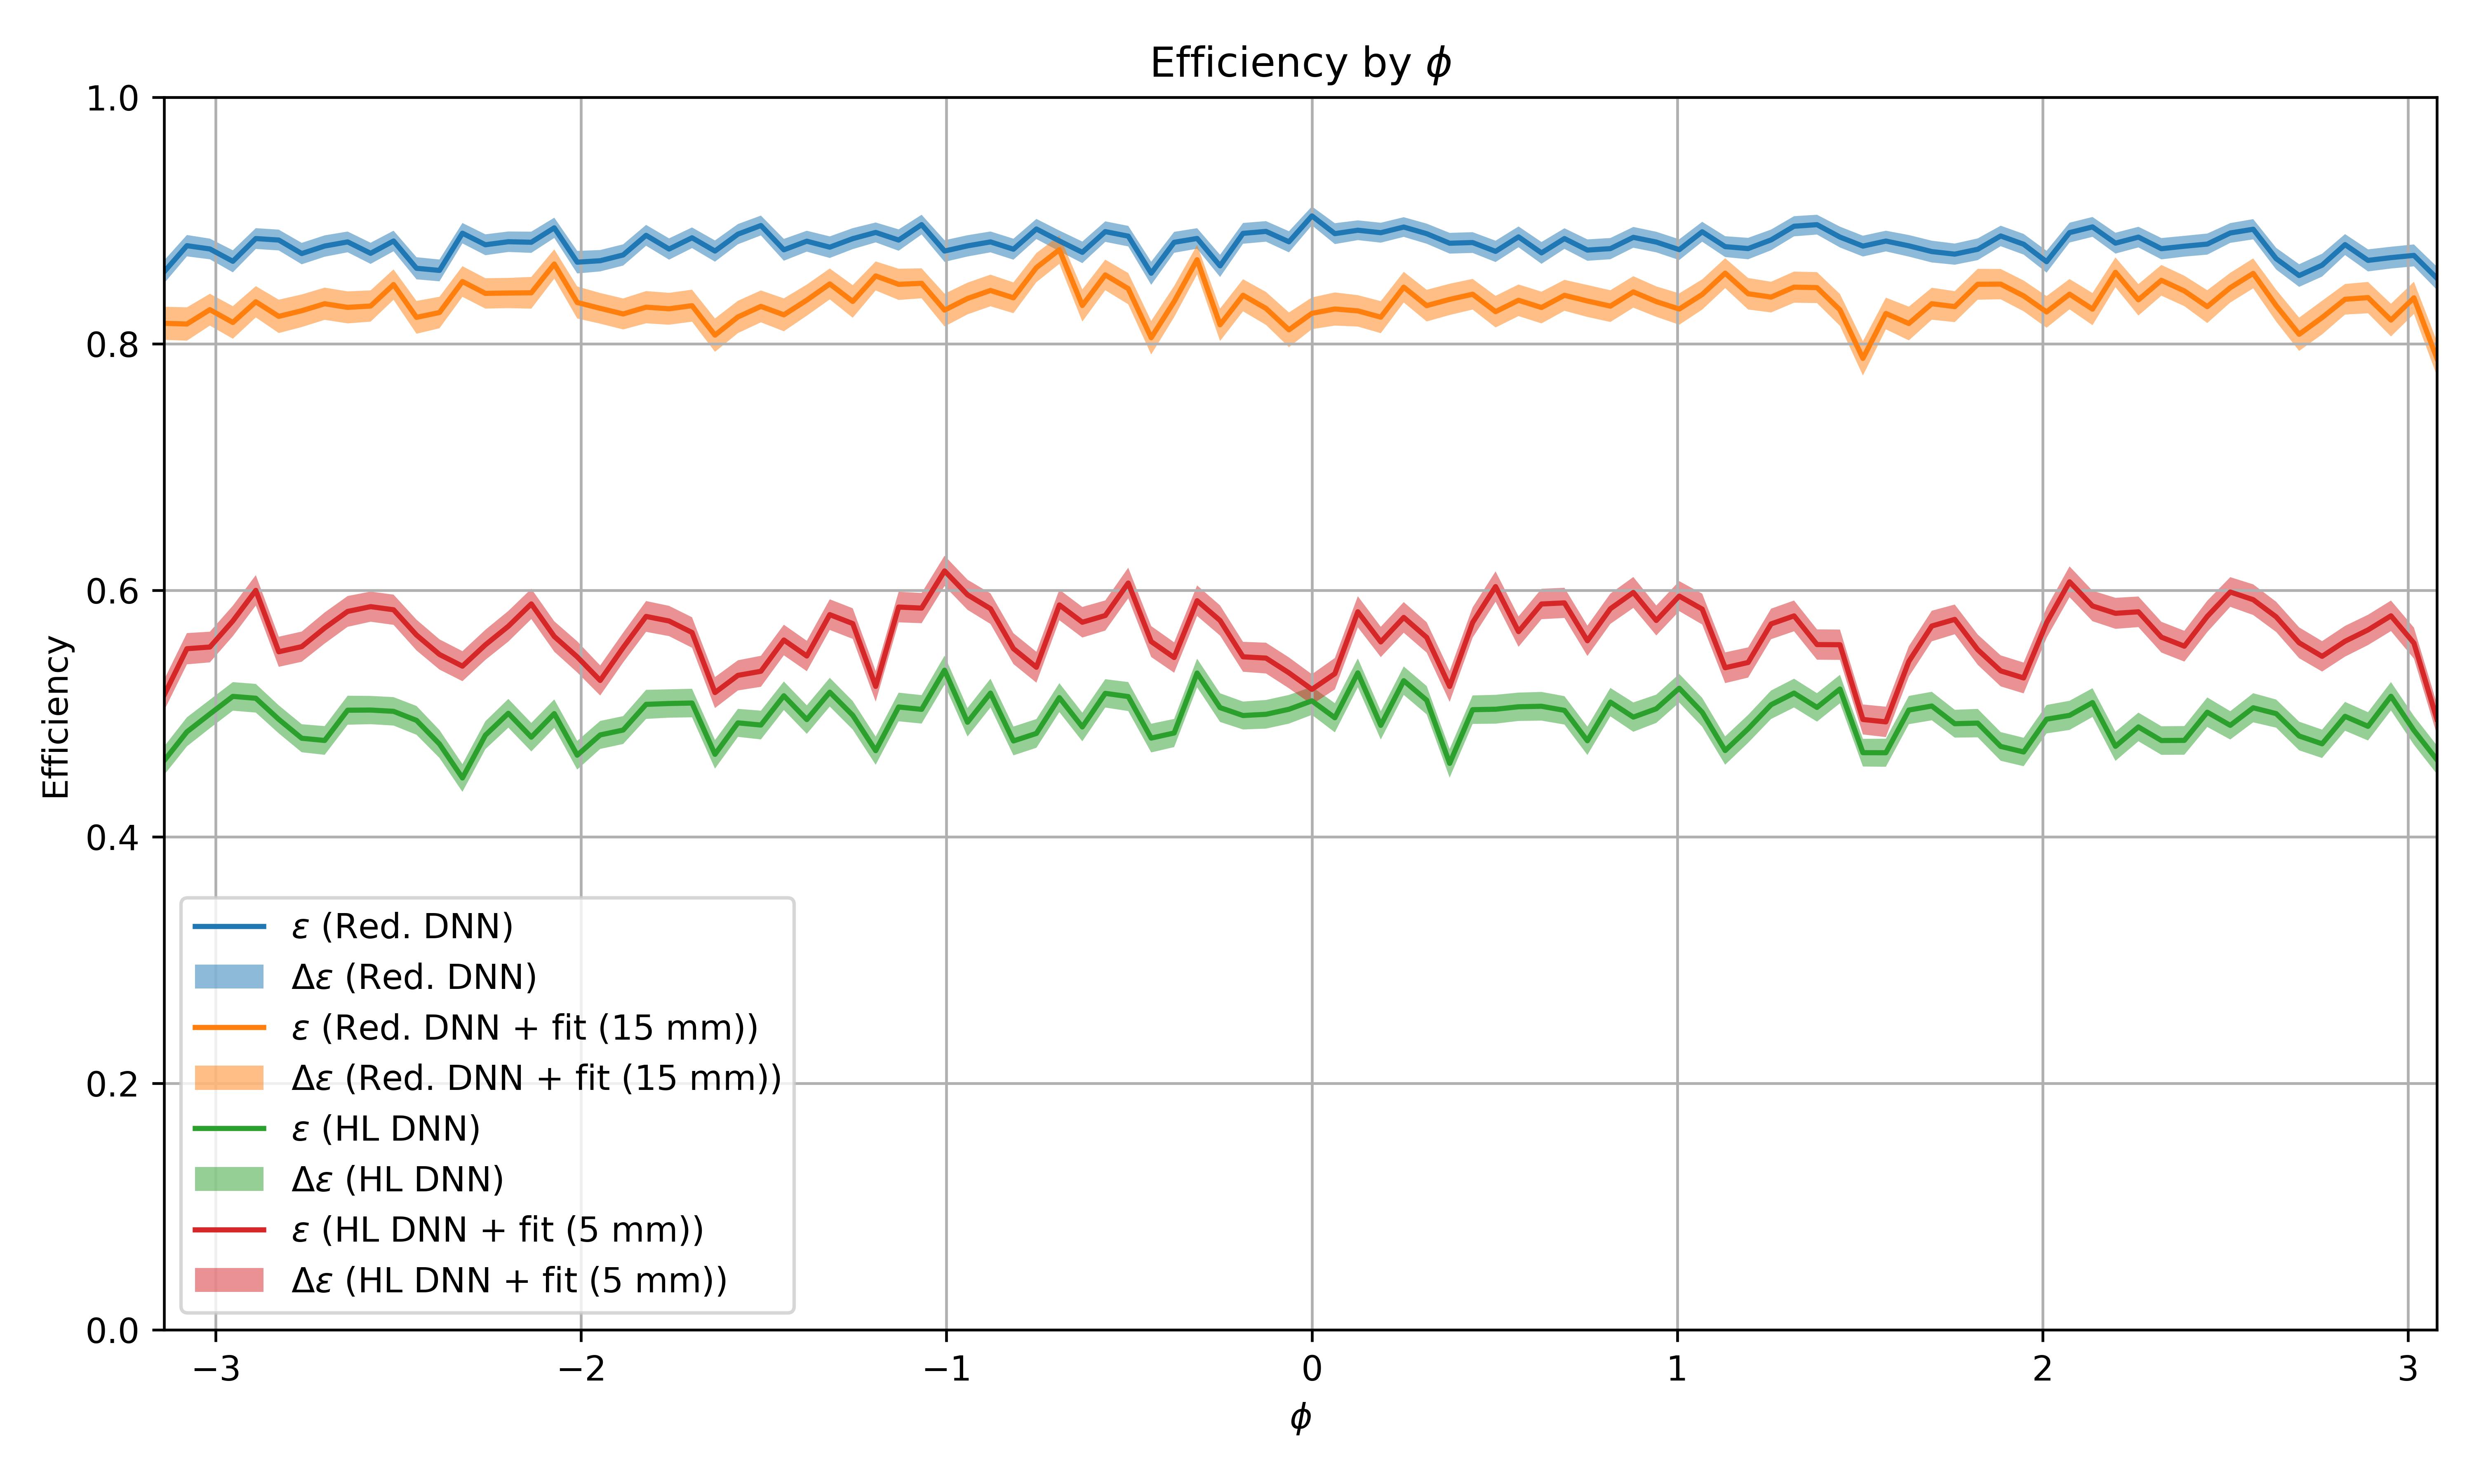 Efficiency by ϕ
Efficiency
1.0
0.8
0.6
0.4
0.2
0.0
ε (Red. DNN)
Δε (Red. DNN)
ε (Red. DNN + fit (15 mm))
Δε (Red. DNN + fit (15 mm))
ε (HL DNN)
Δε (HL DNN)
ε (HL DNN + fit (5 mm))
Δε (HL DNN + fit (5 mm))
−3 −2 −1 0 1 2 3
ϕ